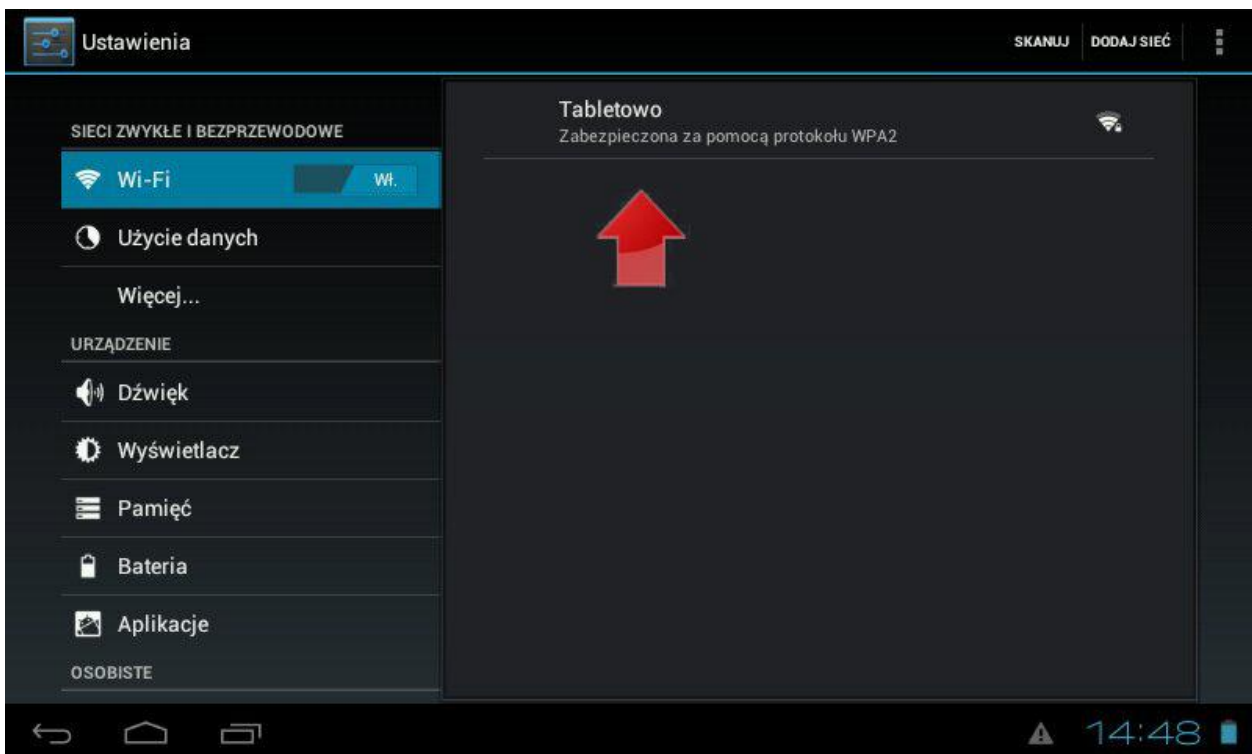 Ustawienia
SKANUJ
DODAJ SIEĆ
SIECI ZWYKŁE I BEZPRZEWODOWE
Wi-Fi
Wł.
Użycie danych
Więcej...
URZĄDZENIE
Dźwięk
Wyświetlacz
Pamięć
Bateria
Aplikacje
OSOBISTE
Tabletowo
Zabezpieczona za pomocą protokołu WPA2
14:48